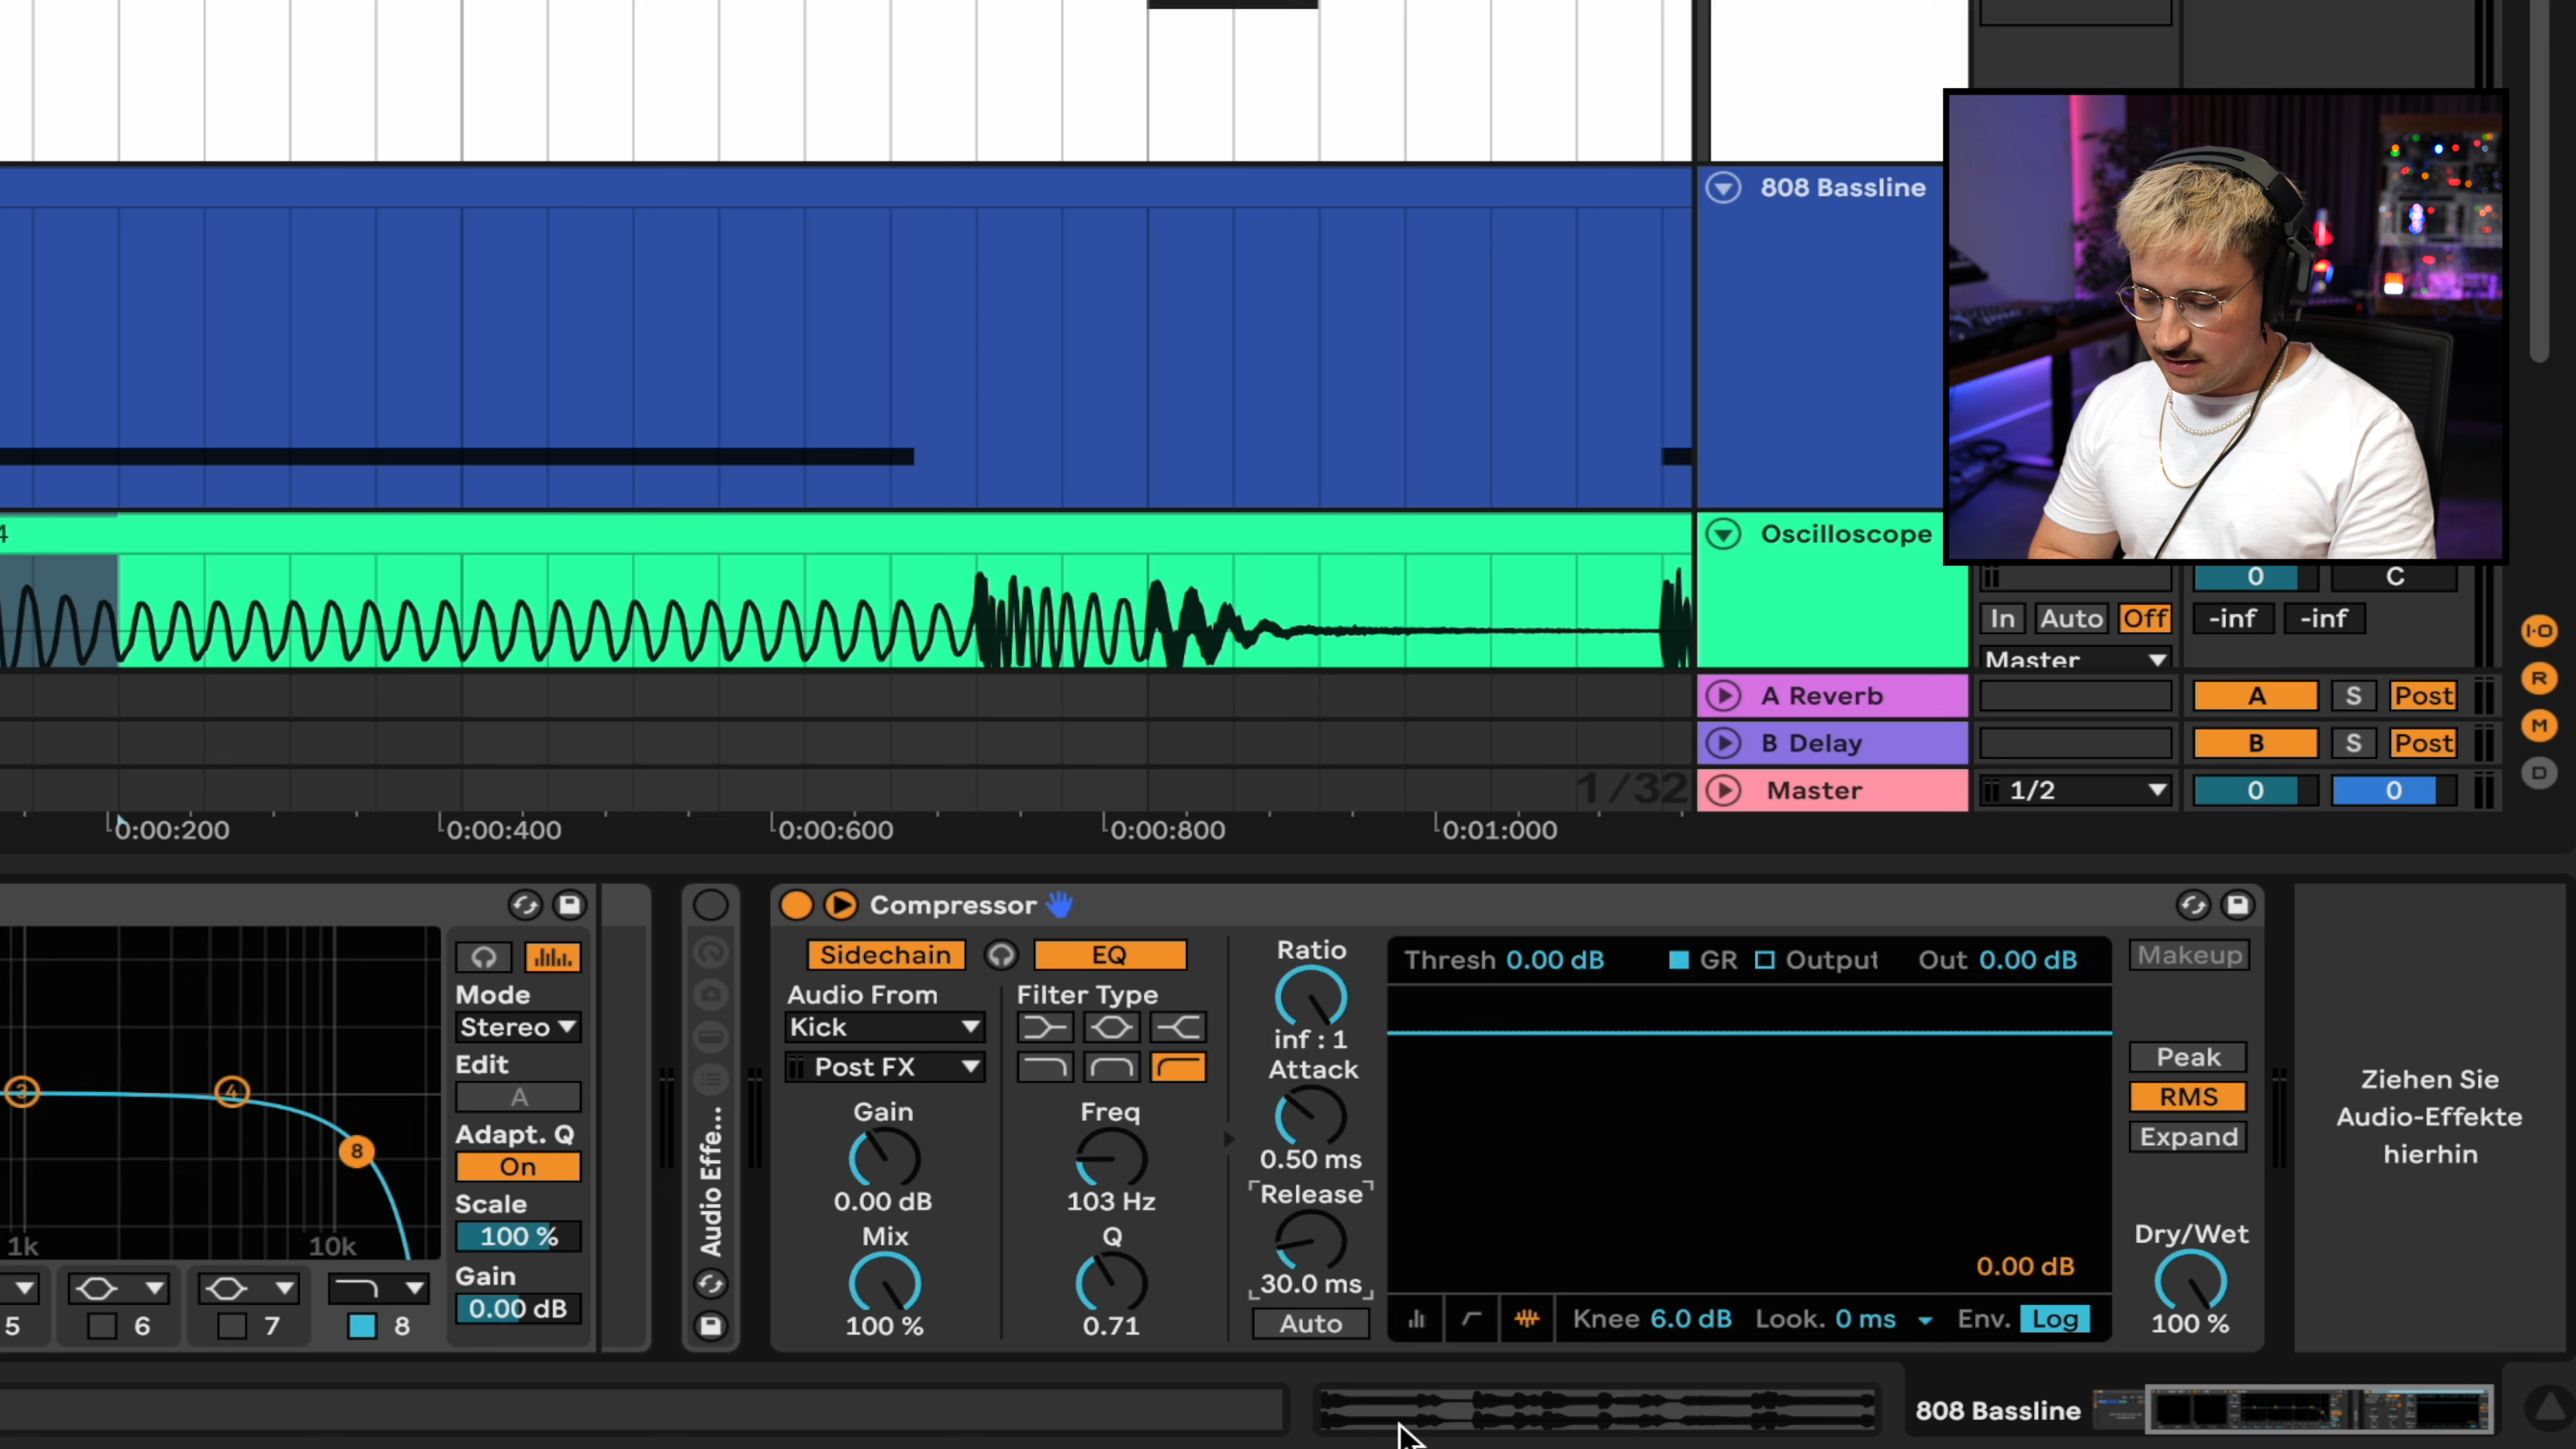 808 Bassline
4
Oscilloscope
0
C
In
Auto
Off
-inf
-inf
Master
A Reverb
A
S
Post
B Delay
B
S
Post
1/32
Master
1/2
0
0
I-O
R
M
D
0:00:200
0:00:400
0:00:600
0:00:800
0:01:000
Mode
Stereo
Edit
A
Adapt. Q
On
Scale
100 %
Gain
0.00 dB
3
4
8
1k
10k
5
6
7
8
Audio Effe...
Compressor
Sidechain
EQ
Audio From
Kick
Post FX
Filter Type
Gain
0.00 dB
Mix
100 %
Freq
103 Hz
Q
0.71
Ratio
inf : 1
Attack
0.50 ms
Release
30.0 ms
Auto
Thresh 0.00 dB
GR
Output
Out 0.00 dB
0.00 dB
Knee 6.0 dB
Look. 0 ms
Env. Log
Makeup
Peak
RMS
Expand
Dry/Wet
100 %
Ziehen Sie
Audio-Effekte
hierhin
808 Bassline